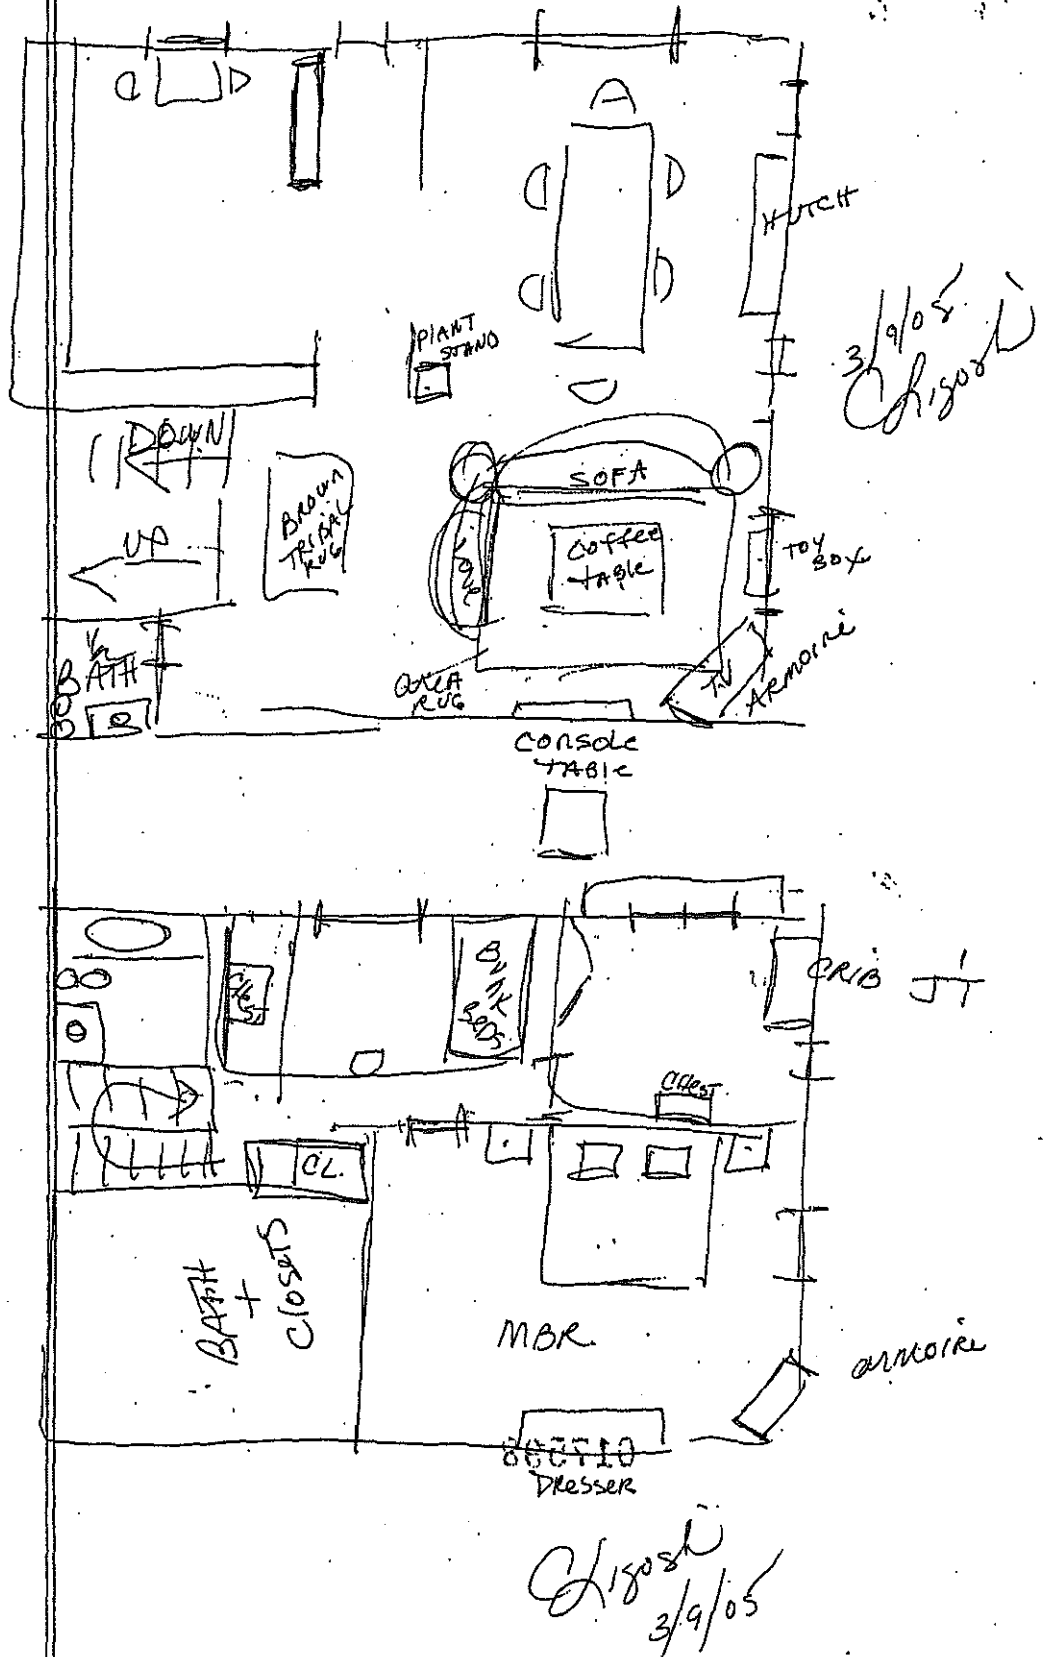 HUTCH
PLANT
STAND
3/9/05
DOWN
SOFA
BROWN
TRIBAL
RUG
UP
COFFEE
TABLE
TOY
BOX
LOVE
1/2
BATH
AREA
RUG
TV
ARMOIRE
CONSOLE
TABLE
CHEST
BUNK
BEDS
CRIB
CHEST
CL.
BATH
+
CLOSETS
MBR
ARMOIRE
DRESSER
3/9/05